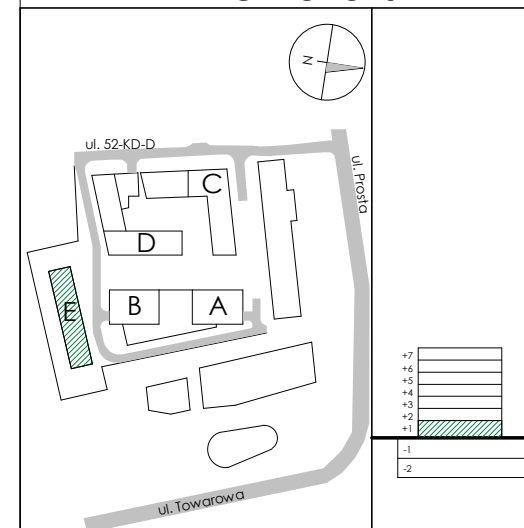 N
ul. 52-KD-D
ul. Prosta
C
D
E
B
A
ul. Towarowa
+7
+6
+5
+4
+3
+2
+1
-1
-2